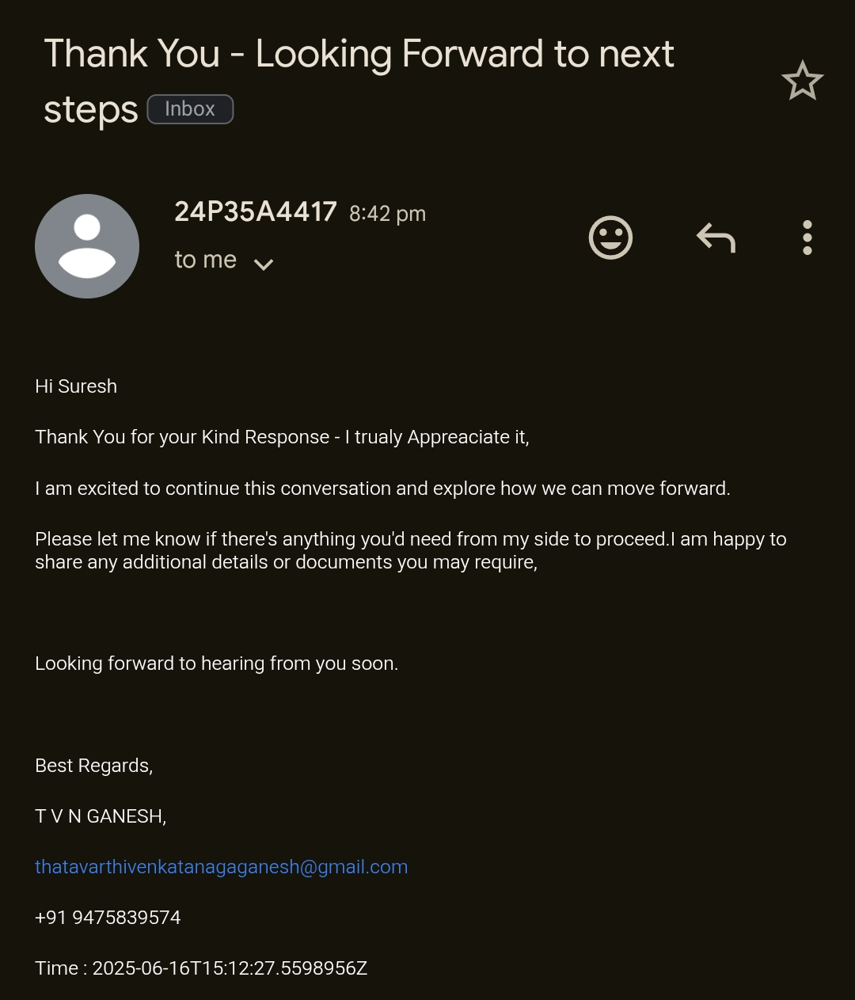 Thank You - Looking Forward to next
steps Inbox
24P35A4417 8:42 pm
to me
Hi Suresh
Thank You for your Kind Response - I trualy Appreaciate it,
I am excited to continue this conversation and explore how we can move forward.
Please let me know if there's anything you'd need from my side to proceed.I am happy to
share any additional details or documents you may require,
Looking forward to hearing from you soon.
Best Regards,
T V N GANESH,
thatavarthivenkatanagaganesh@gmail.com
+91 9475839574
Time : 2025-06-16T15:12:27.5598956Z